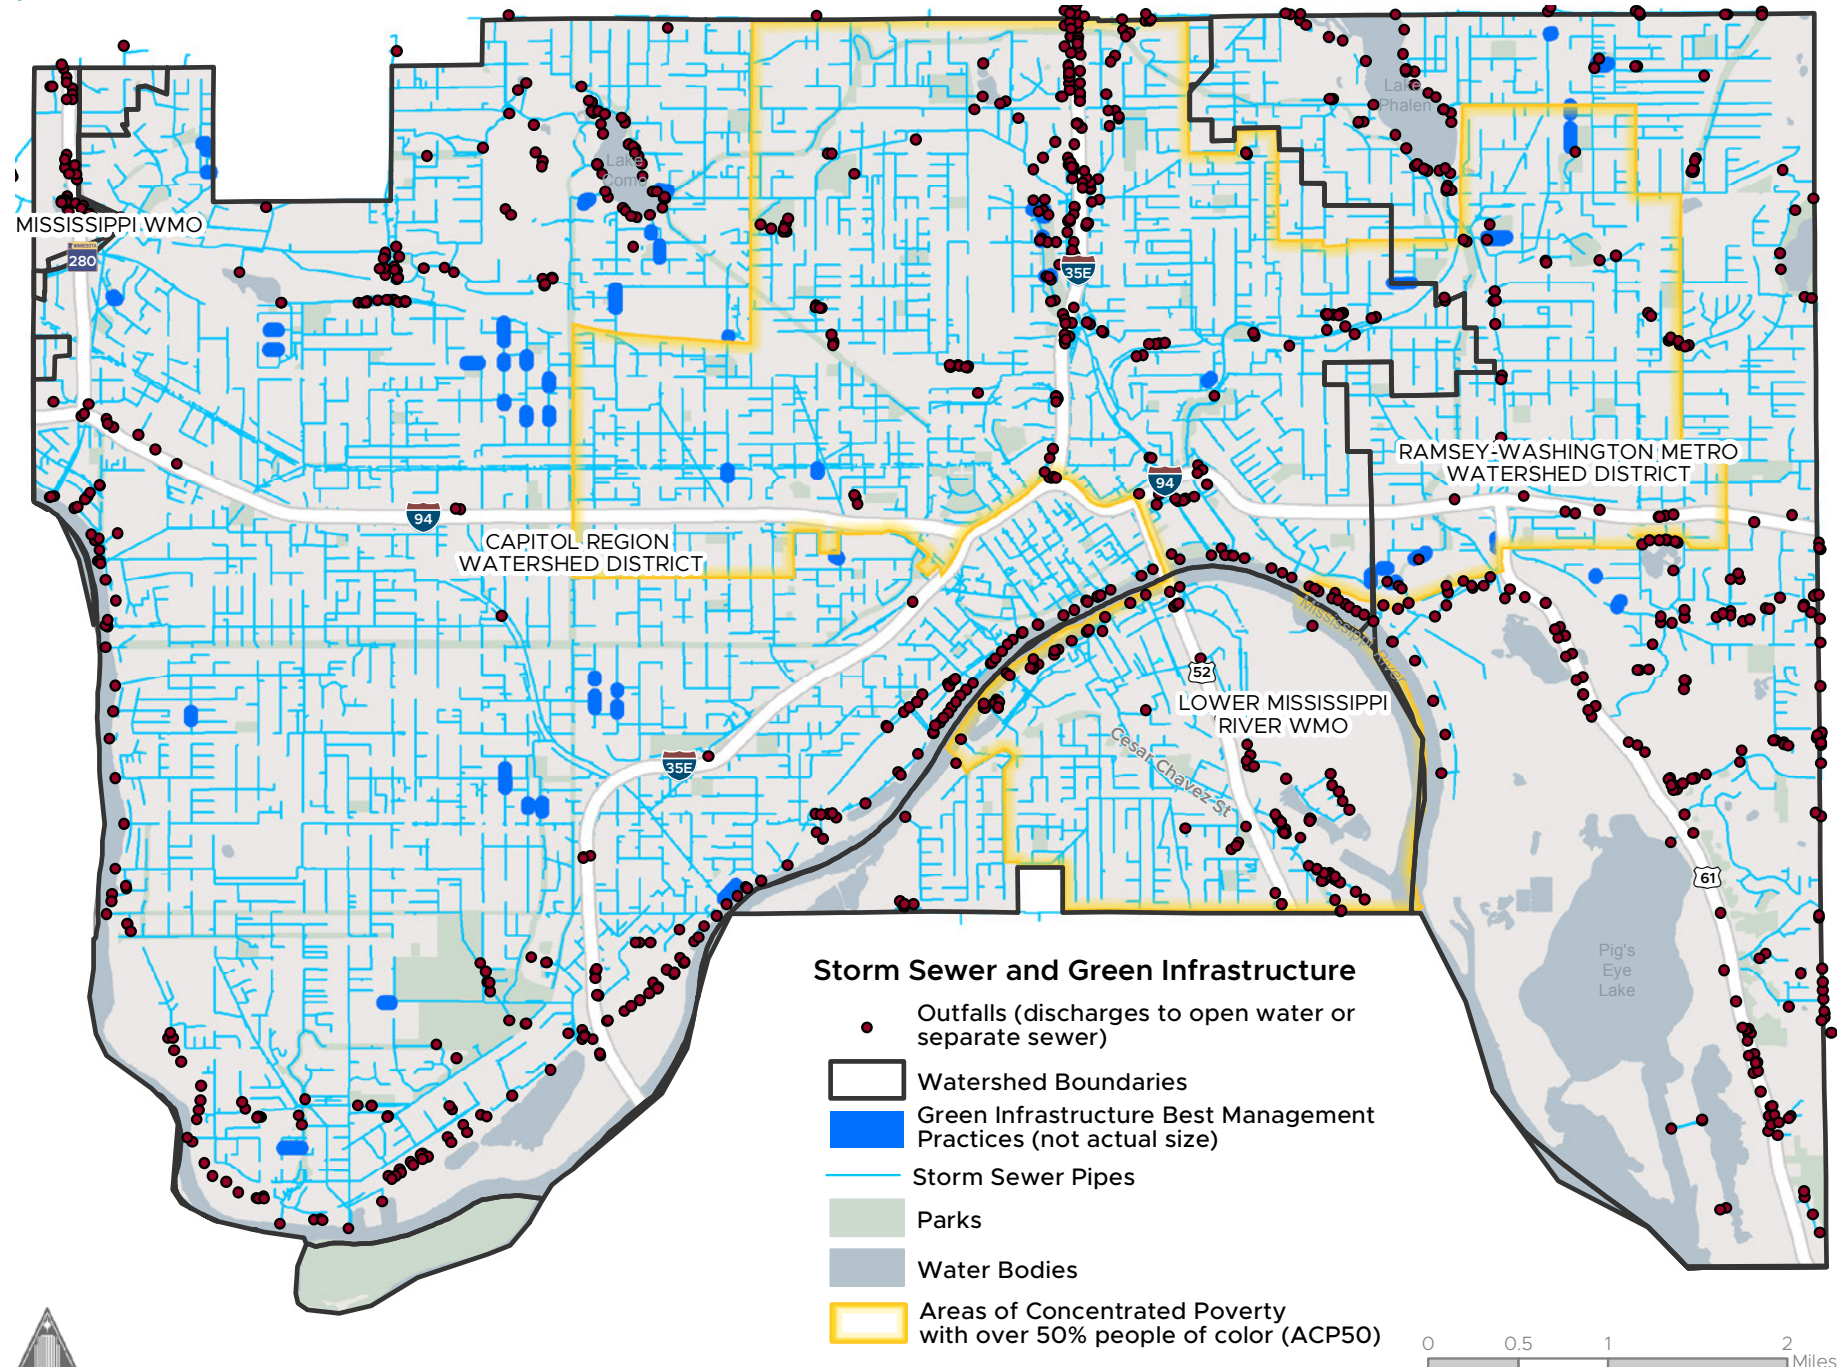 Lake
Phalen
Lake
Como
MISSISSIPPI WMO
MINNESOTA
280
35E
RAMSEY-WASHINGTON METRO
WATERSHED DISTRICT
94
94
CAPITOL REGION
WATERSHED DISTRICT
Mississippi River
52
LOWER MISSISSIPPI
RIVER WMO
Cesar Chavez St
35E
61
Pig's
Eye
Lake
Storm Sewer and Green Infrastructure
Outfalls (discharges to open water or
separate sewer)
Watershed Boundaries
Green Infrastructure Best Management
Practices (not actual size)
Storm Sewer Pipes
Parks
Water Bodies
Areas of Concentrated Poverty
with over 50% people of color (ACP50)
0 0.5 1 2
Miles